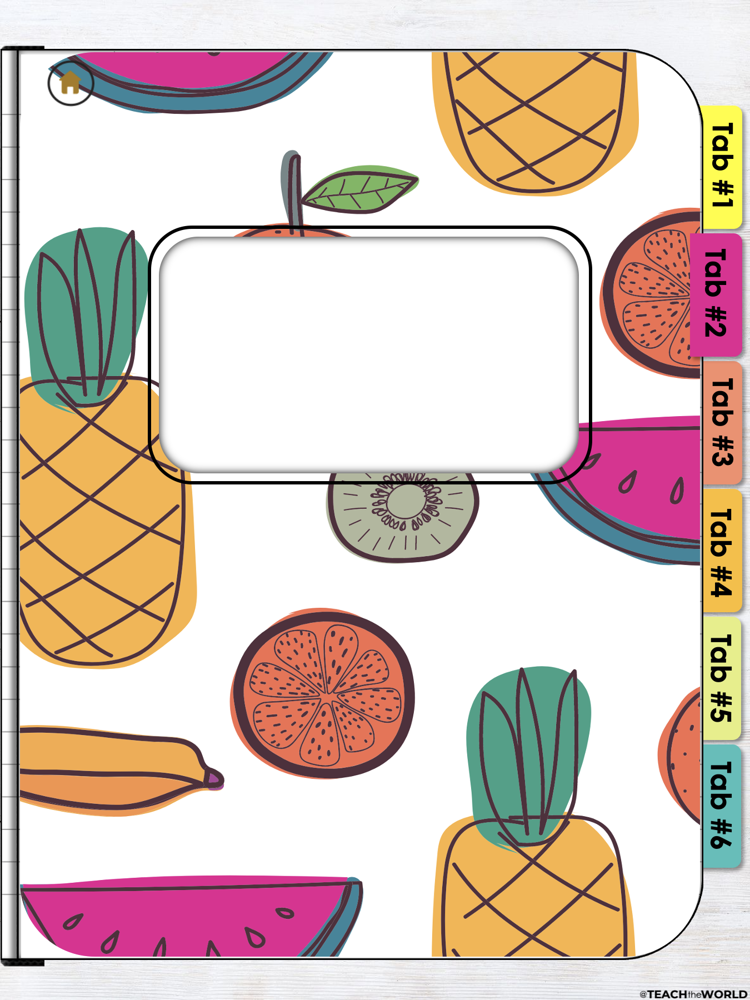 Tab #1
Tab #2
Tab #3
Tab #4
Tab #5
Tab #6
@TEACHtheWORLD